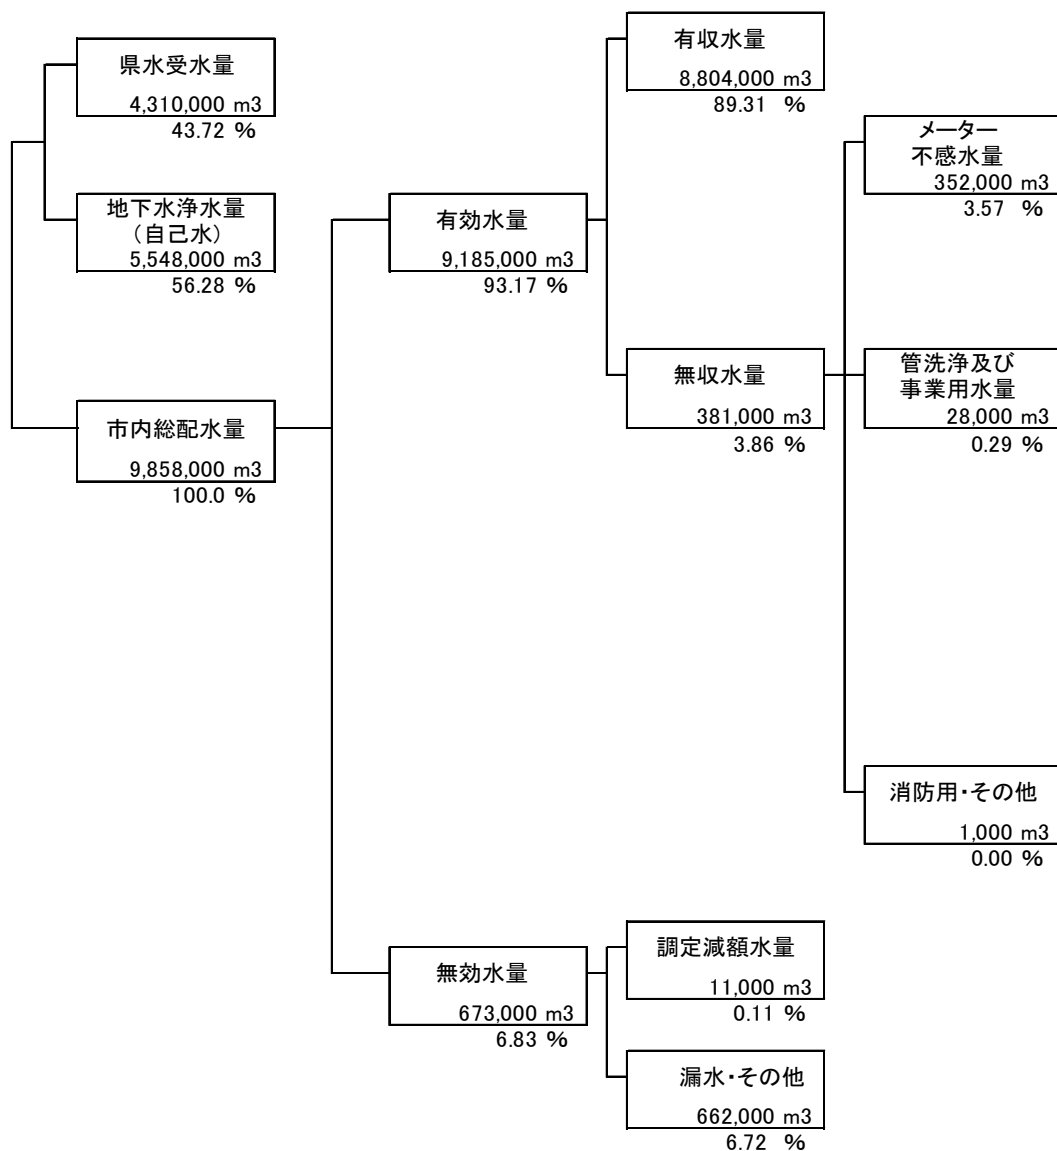 県水受水量
4,310,000 m3
43.72 %
地下水浄水量
（自己水）
5,548,000 m3
56.28 %
市内総配水量
9,858,000 m3
100.0 %
有効水量
9,185,000 m3
93.17 %
無効水量
673,000 m3
6.83 %
有収水量
8,804,000 m3
89.31 %
無収水量
381,000 m3
3.86 %
調定減額水量
11,000 m3
0.11 %
漏水・その他
662,000 m3
6.72 %
メーター
不感水量
352,000 m3
3.57 %
管洗浄及び
事業用水量
28,000 m3
0.29 %
消防用・その他
1,000 m3
0.00 %